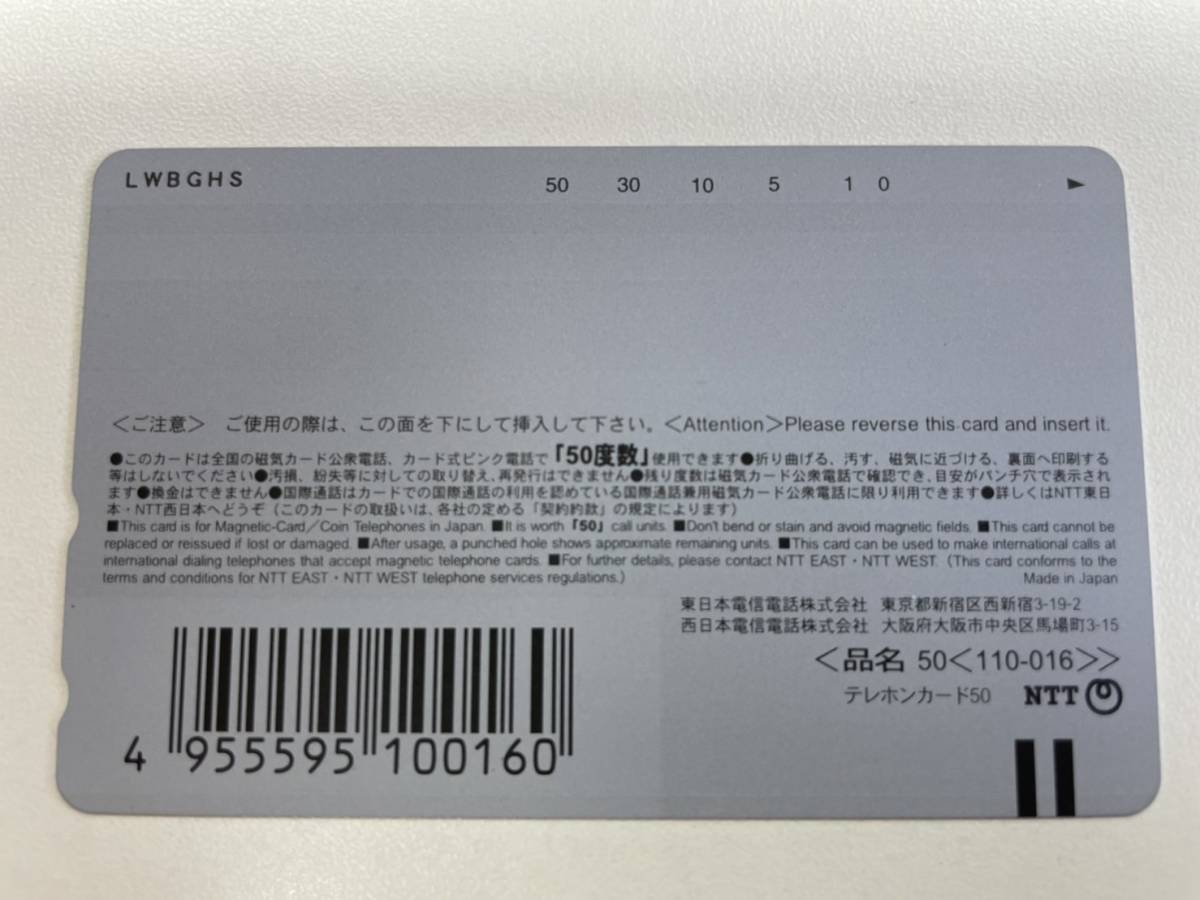 LWBGHS 50 30 10 5 1 0 ►
＜ご注意＞ ご使用の際は、この面を下にして挿入して下さい。＜Attention＞Please reverse this card and insert it.
●このカードは全国の磁気カード公衆電話、カード式ピンク電話で「50度数」使用できます●折り曲げる、汚す、磁気に近づける、裏面へ印刷する
等はしないでください●汚損、紛失等に対しての取り替え、再発行はできません●残り度数は磁気カード公衆電話で確認でき、目安がパンチ穴で表示され
ます●換金はできません●国際通話はカードでの国際通話の利用を認めている国際通話兼用磁気カード公衆電話に限り利用できます●詳しくはNTT東日
本・NTT西日本へどうぞ（このカードの取扱いは、各社の定める「契約約款」の規定によります）
■This card is for Magnetic-Card／Coin Telephones in Japan. ■It is worth「50」call units. ■Don't bend or stain and avoid magnetic fields. ■This card cannot be
replaced or reissued if lost or damaged. ■After usage, a punched hole shows approximate remaining units. ■This card can be used to make international calls at
international dialing telephones that accept magnetic telephone cards. ■For further details, please contact NTT EAST・NTT WEST.（This card conforms to the
terms and conditions for NTT EAST・NTT WEST telephone services regulations.） Made in Japan
東日本電信電話株式会社 東京都新宿区西新宿3-19-2
西日本電信電話株式会社 大阪府大阪市中央区馬場町3-15
＜品名 50＜110-016＞＞
テレホンカード50 NTT
4 955595 100160